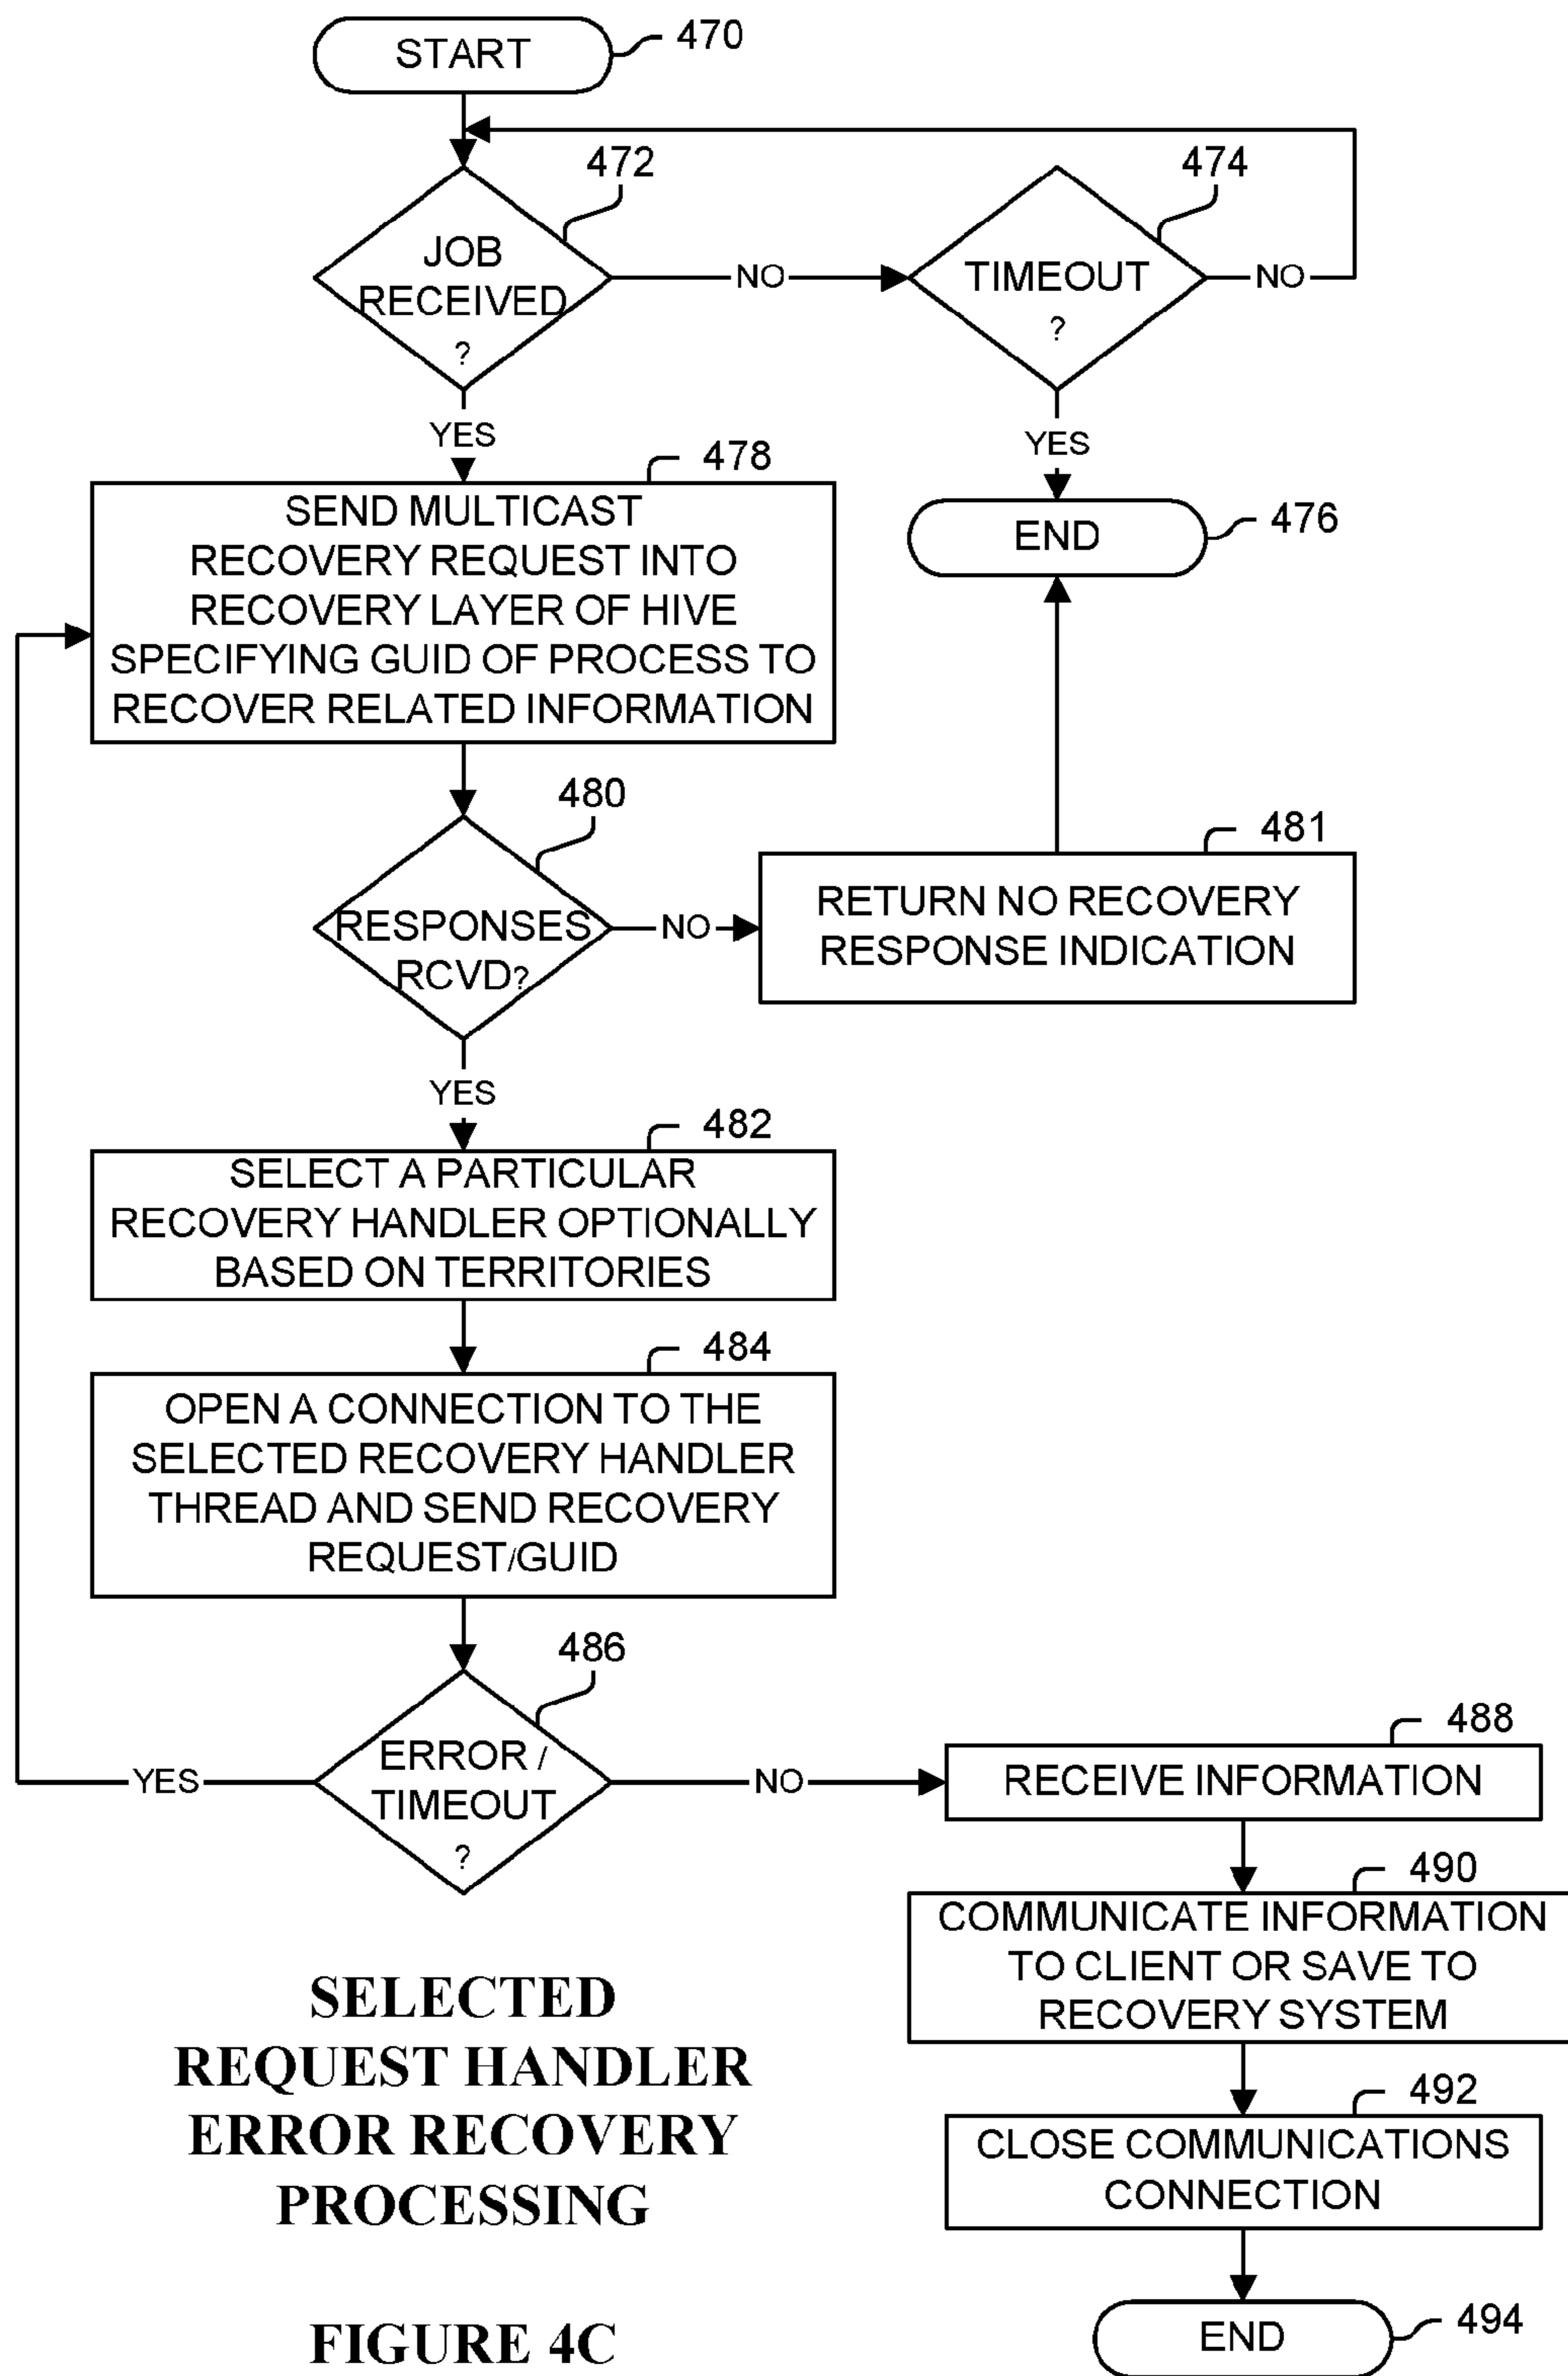 START
470
472
474
JOB
RECEIVED
?
NO
TIMEOUT
?
NO
YES
YES
478
476
SEND MULTICAST
RECOVERY REQUEST INTO
RECOVERY LAYER OF HIVE
SPECIFYING GUID OF PROCESS TO
RECOVER RELATED INFORMATION
END
480
481
RESPONSES
RCVD?
NO
RETURN NO RECOVERY
RESPONSE INDICATION
YES
482
SELECT A PARTICULAR
RECOVERY HANDLER OPTIONALLY
BASED ON TERRITORIES
484
OPEN A CONNECTION TO THE
SELECTED RECOVERY HANDLER
THREAD AND SEND RECOVERY
REQUEST/GUID
486
YES
ERROR /
TIMEOUT
?
NO
488
RECEIVE INFORMATION
490
COMMUNICATE INFORMATION
TO CLIENT OR SAVE TO
RECOVERY SYSTEM
492
CLOSE COMMUNICATIONS
CONNECTION
END
494
SELECTED
REQUEST HANDLER
ERROR RECOVERY
PROCESSING
FIGURE 4C